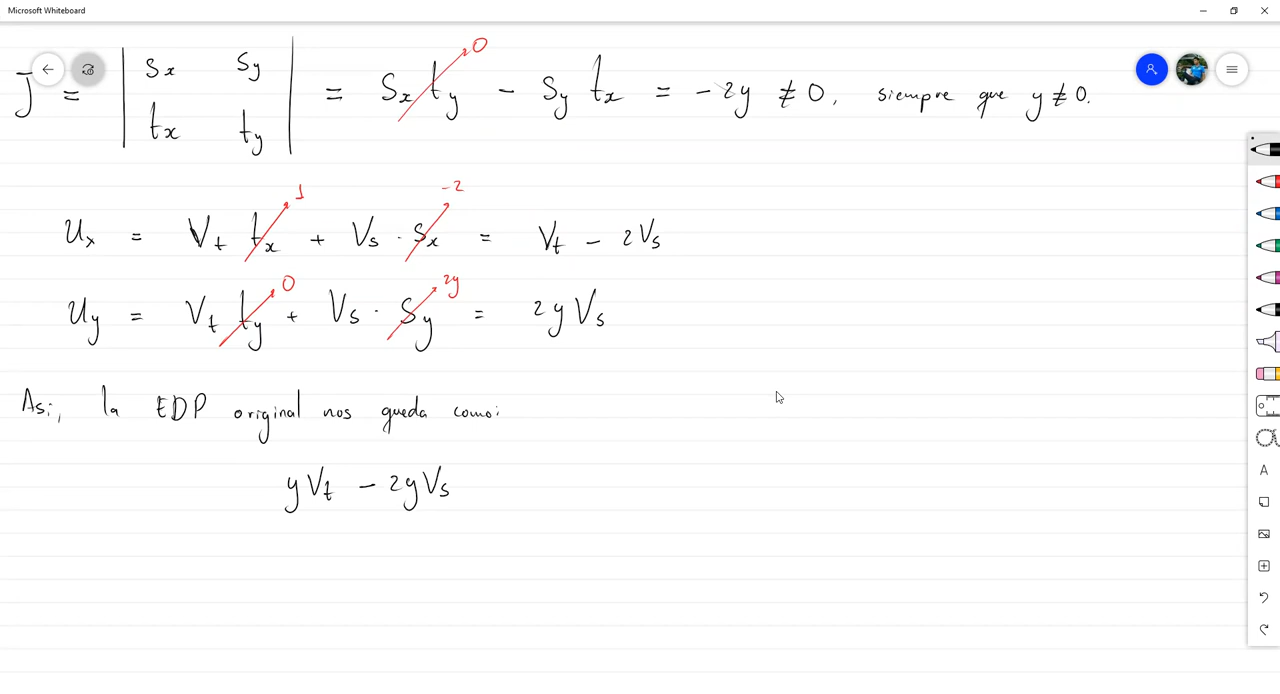 Microsoft Whiteboard
J = | Sx Sy | = Sx ty 0 - Sy tx = -2y ≠ 0, siempre que y ≠ 0.
| tx ty |
Ux = Vt tx 1 + Vs · Sx -2 = Vt - 2Vs
Uy = Vt ty 0 + Vs · Sy 2y = 2y Vs
Asi, la EDP original nos queda como:
yVt - 2yVs
A